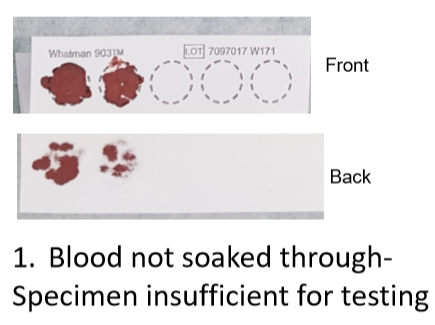 Whatman 903TM LOT 7097017 W171
Front
Back
1. Blood not soaked through-
Specimen insufficient for testing